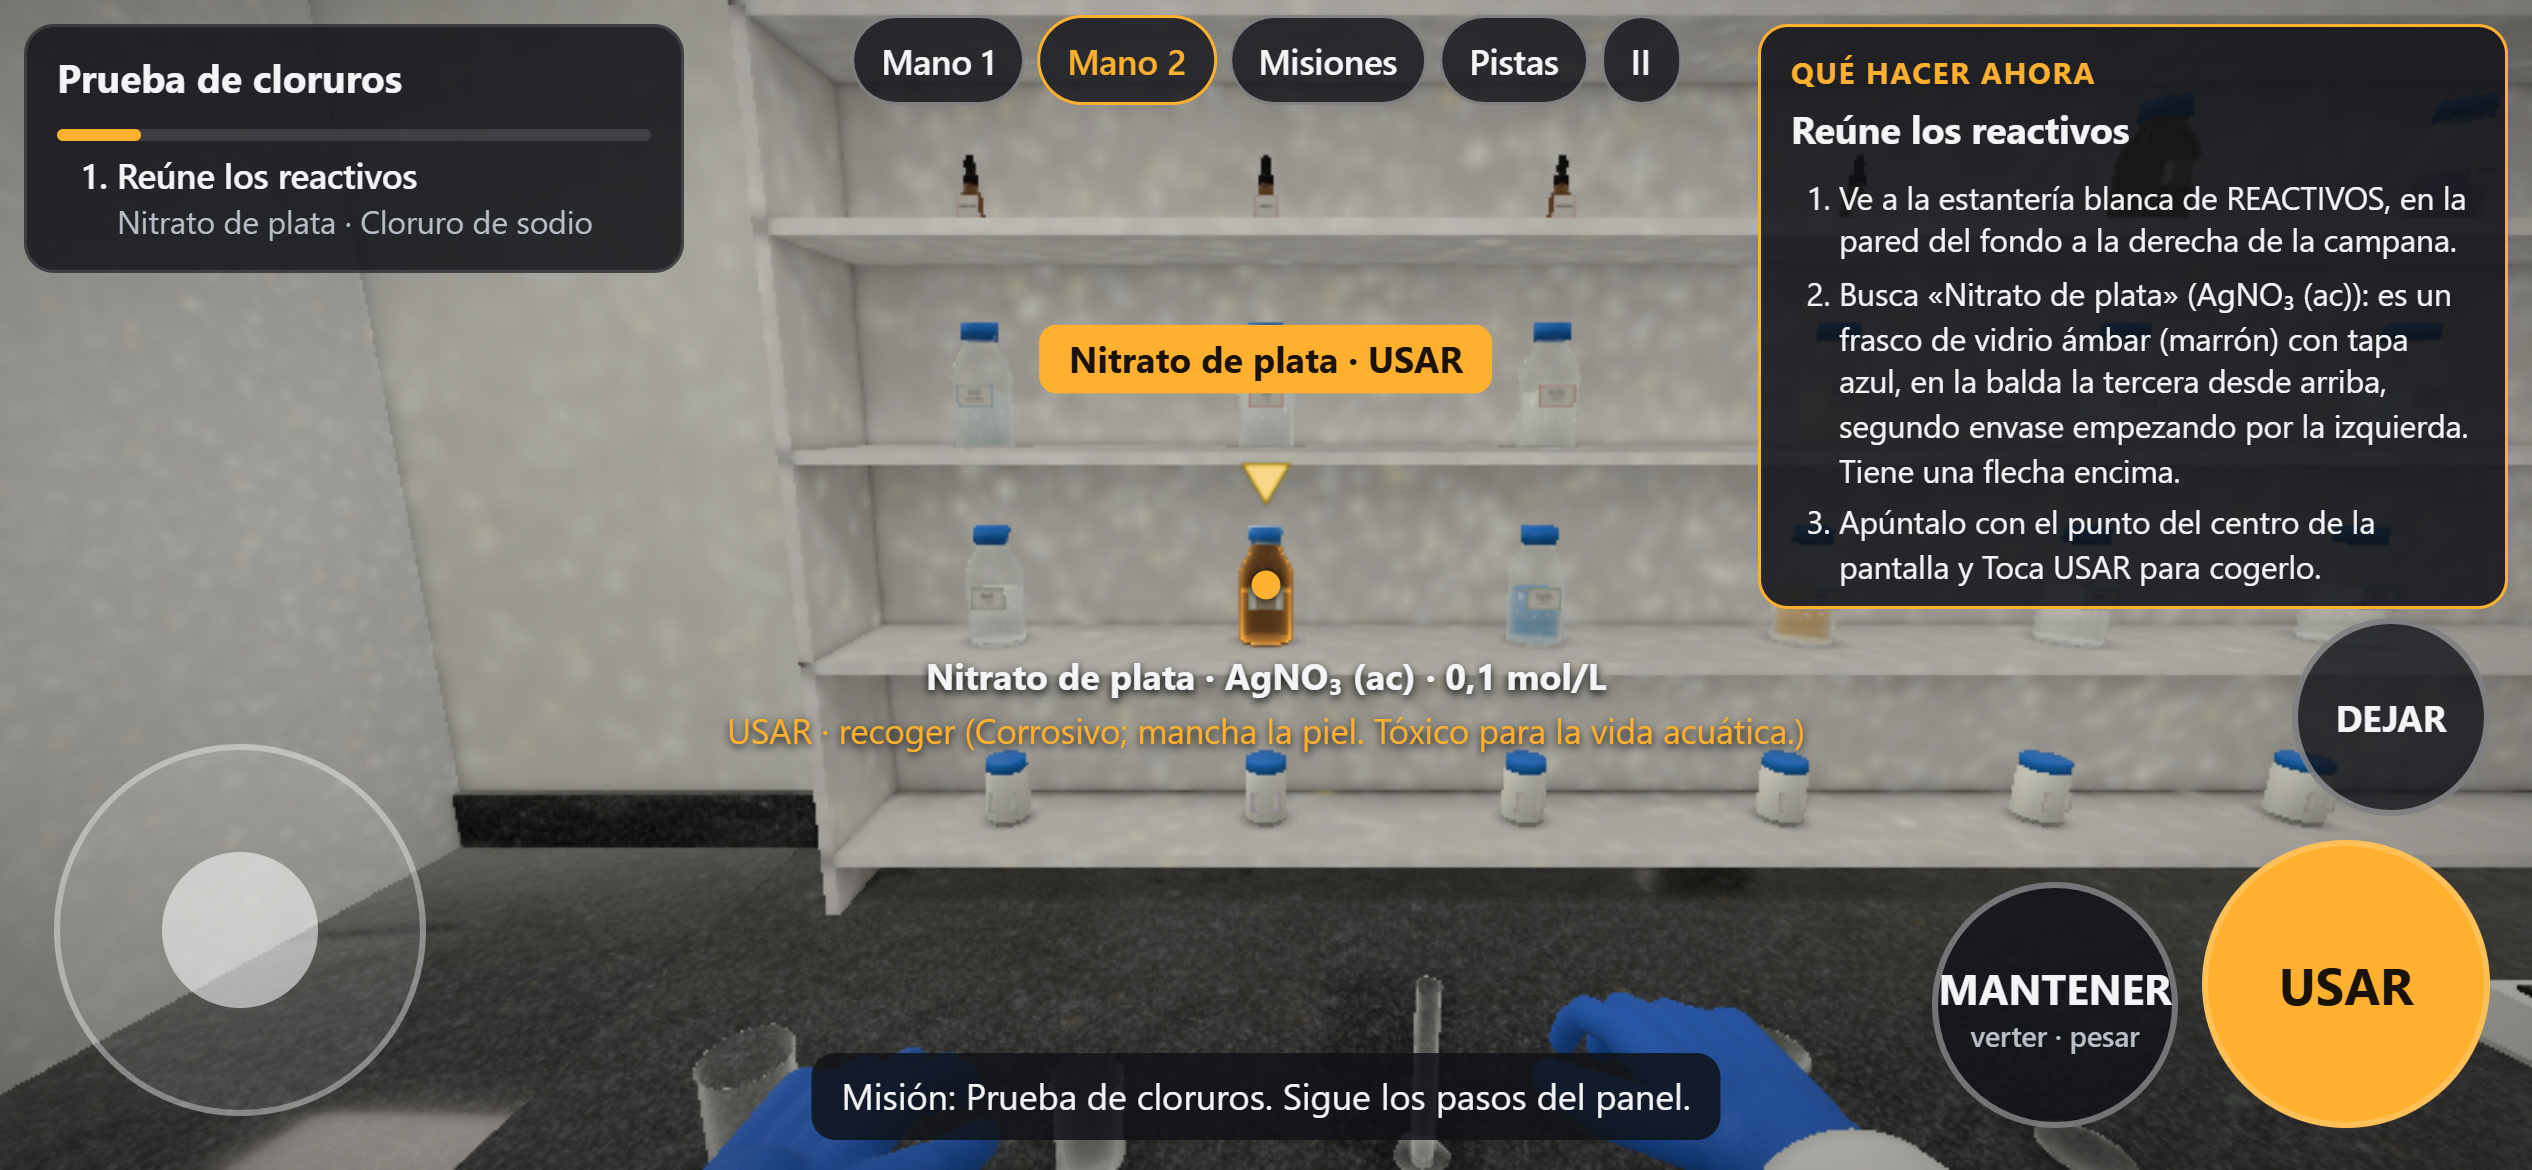 Prueba de cloruros
1. Reúne los reactivos
Nitrato de plata · Cloruro de sodio
Mano 1
Mano 2
Misiones
Pistas
II
QUÉ HACER AHORA
Reúne los reactivos
1. Ve a la estantería blanca de REACTIVOS, en la
pared del fondo a la derecha de la campana.
2. Busca «Nitrato de plata» (AgNO₃ (ac)): es un
frasco de vidrio ámbar (marrón) con tapa
azul, en la balda la tercera desde arriba,
segundo envase empezando por la izquierda.
Tiene una flecha encima.
3. Apúntalo con el punto del centro de la
pantalla y Toca USAR para cogerlo.
Nitrato de plata · USAR
Nitrato de plata · AgNO₃ (ac) · 0,1 mol/L
USAR · recoger (Corrosivo; mancha la piel. Tóxico para la vida acuática.)
DEJAR
MANTENER
verter · pesar
USAR
Misión: Prueba de cloruros. Sigue los pasos del panel.